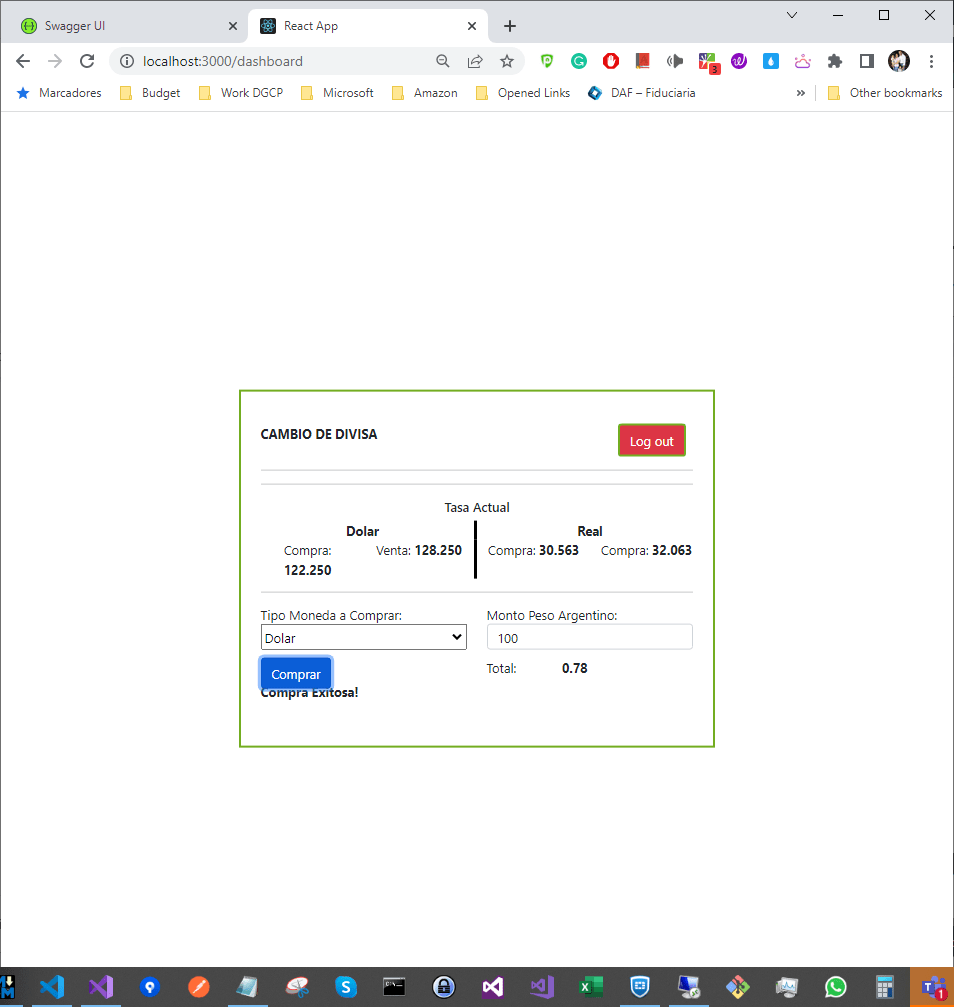 Swagger UI
React App
localhost:3000/dashboard
3
Marcadores
Budget
Work DGCP
Microsoft
Amazon
Opened Links
DAF – Fiduciaria
»
Other bookmarks
CAMBIO DE DIVISA
Log out
Tasa Actual
Dolar
Compra: Venta: 128.250
122.250
Real
Compra: 30.563 Compra: 32.063
Tipo Moneda a Comprar:
Dolar
Monto Peso Argentino:
100
Comprar
Total: 0.78
Compra Exitosa!
1